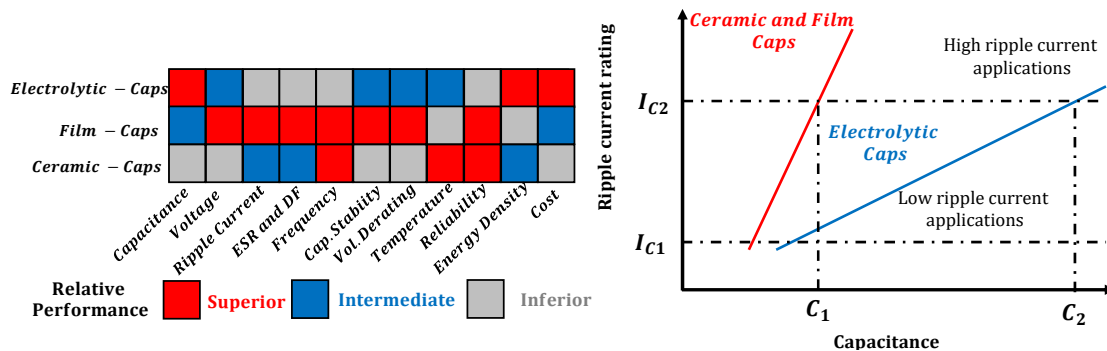 Electrolytic – Caps
Film – Caps
Ceramic – Caps
Capacitance
Voltage
Ripple Current
ESR and DF
Frequency
Cap. Stabiity
Vol. Derating
Temperature
Reliability
Energy Density
Cost
Relative
Performance
Superior
Intermediate
Inferior
Ripple current rating
Ceramic and Film
Caps
High ripple current
applications
I_C2
Electrolytic
Caps
Low ripple current
applications
I_C1
C_1
C_2
Capacitance